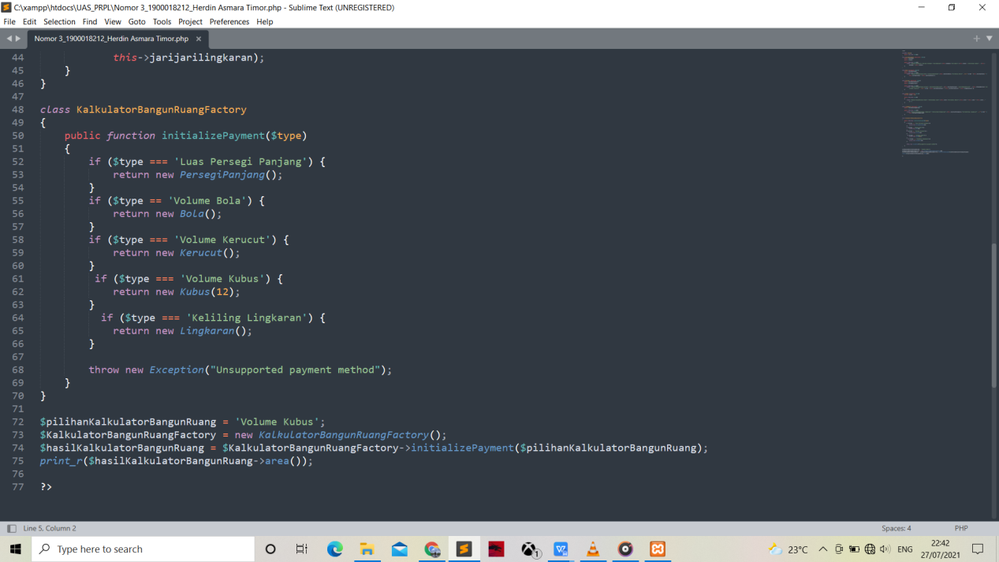 C:\xampp\htdocs\UAS_PRPL\Nomor 3_1900018212_Herdin Asmara Timor.php - Sublime Text (UNREGISTERED)
File Edit Selection Find View Goto Tools Project Preferences Help
Nomor 3_1900018212_Herdin Asmara Timor.php
44 this->jarijarilingkaran);
45 }
46 }
47
48 class KalkulatorBangunRuangFactory
49 {
50 public function initializePayment($type)
51 {
52 if ($type === 'Luas Persegi Panjang') {
53 return new PersegiPanjang();
54 }
55 if ($type == 'Volume Bola') {
56 return new Bola();
57 }
58 if ($type === 'Volume Kerucut') {
59 return new Kerucut();
60 }
61 if ($type === 'Volume Kubus') {
62 return new Kubus(12);
63 }
64 if ($type === 'Keliling Lingkaran') {
65 return new Lingkaran();
66 }
67
68 throw new Exception("Unsupported payment method");
69 }
70 }
71
72 $pilihanKalkulatorBangunRuang = 'Volume Kubus';
73 $KalkulatorBangunRuangFactory = new KalkulatorBangunRuangFactory();
74 $hasilKalkulatorBangunRuang = $KalkulatorBangunRuangFactory->initializePayment($pilihanKalkulatorBangunRuang);
75 print_r($hasilKalkulatorBangunRuang->area());
76
77 ?>
Line 5, Column 2 Spaces: 4 PHP
Type here to search 1 23°C ENG 22:42
27/07/2021